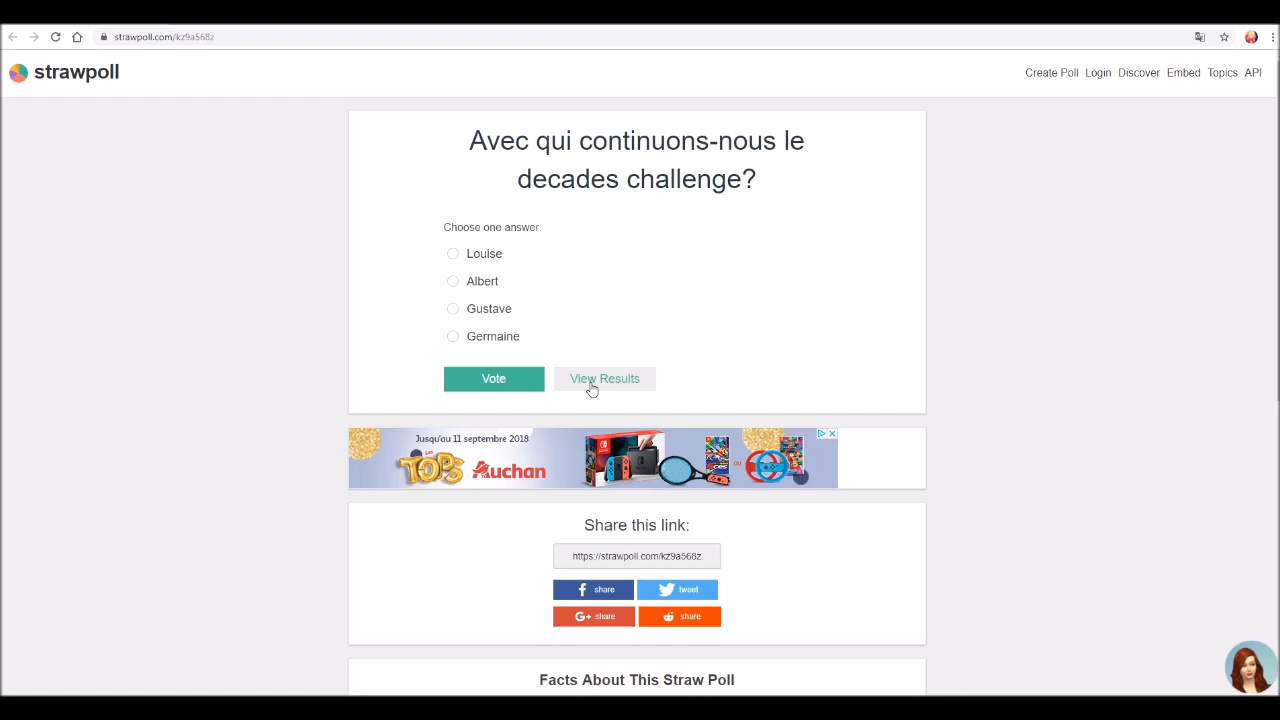 strawpoll.com/kz9a568z
strawpoll
Create Poll Login Discover Embed Topics API
Avec qui continuons-nous le
decades challenge?
Choose one answer:
Louise
Albert
Gustave
Germaine
Vote View Results
Jusqu'au 11 septembre 2018
LES
TOPS Auchan
OU
Share this link:
https://strawpoll.com/kz9a568z
share tweet
G+ share share
Facts About This Straw Poll